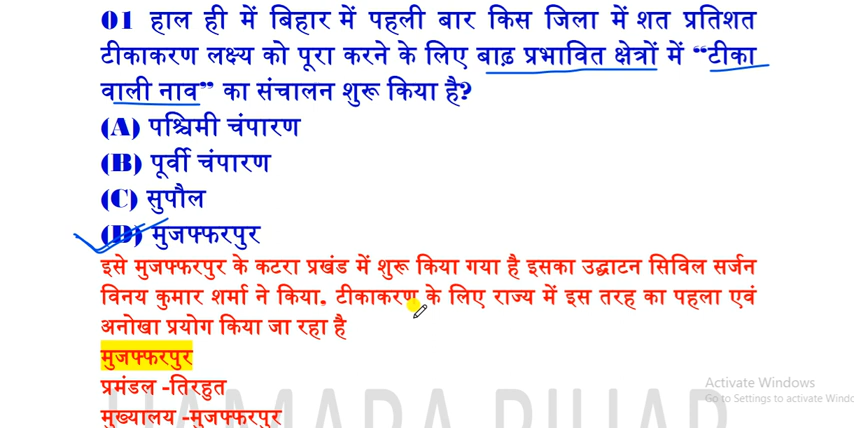 01 हाल ही में बिहार में पहली बार किस जिला में शत प्रतिशत
टीकाकरण लक्ष्य को पूरा करने के लिए बाढ़ प्रभावित क्षेत्रों में “टीका
वाली नाव” का संचालन शुरू किया है?
(A) पश्चिमी चंपारण
(B) पूर्वी चंपारण
(C) सुपौल
(D) मुजफ्फरपुर
इसे मुजफ्फरपुर के कटरा प्रखंड में शुरू किया गया है इसका उद्घाटन सिविल सर्जन
विनय कुमार शर्मा ने किया, टीकाकरण के लिए राज्य में इस तरह का पहला एवं
अनोखा प्रयोग किया जा रहा है
मुजफ्फरपुर
प्रमंडल -तिरहुत
मुख्यालय -मुजफ्फरपुर
HAMARA BIHAR
Activate Windows
Go to Settings to activate Windo